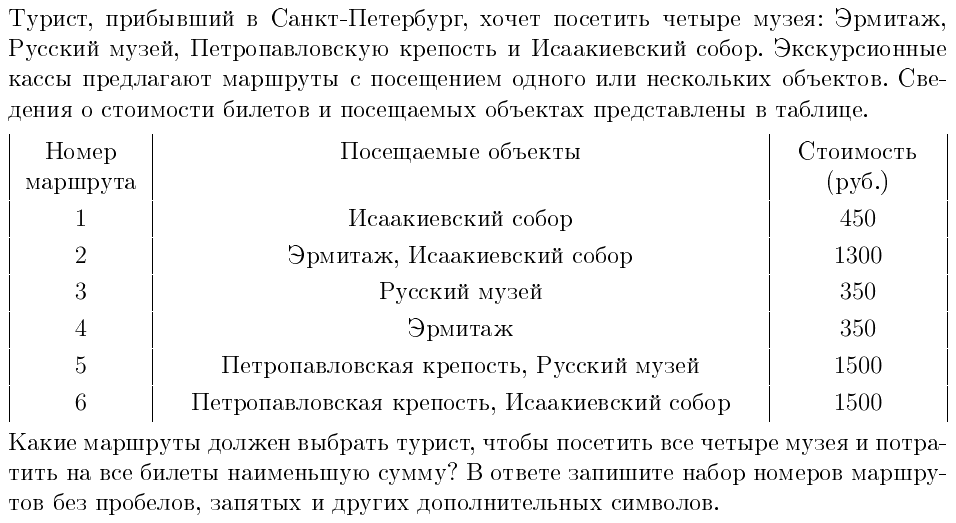 Турист, прибывший в Санкт-Петербург, хочет посетить четыре музея: Эрмитаж,
Русский музей, Петропавловскую крепость и Исаакиевский собор. Экскурсионные
кассы предлагают маршруты с посещением одного или нескольких объектов. Све-
дения о стоимости билетов и посещаемых объектах представлены в таблице.
Номер Посещаемые объекты Стоимость
маршрута (руб.)
1 Исаакиевский собор 450
2 Эрмитаж, Исаакиевский собор 1300
3 Русский музей 350
4 Эрмитаж 350
5 Петропавловская крепость, Русский музей 1500
6 Петропавловская крепость, Исаакиевский собор 1500
Какие маршруты должен выбрать турист, чтобы посетить все четыре музея и потра-
тить на все билеты наименьшую сумму? В ответе запишите набор номеров маршру-
тов без пробелов, запятых и других дополнительных символов.